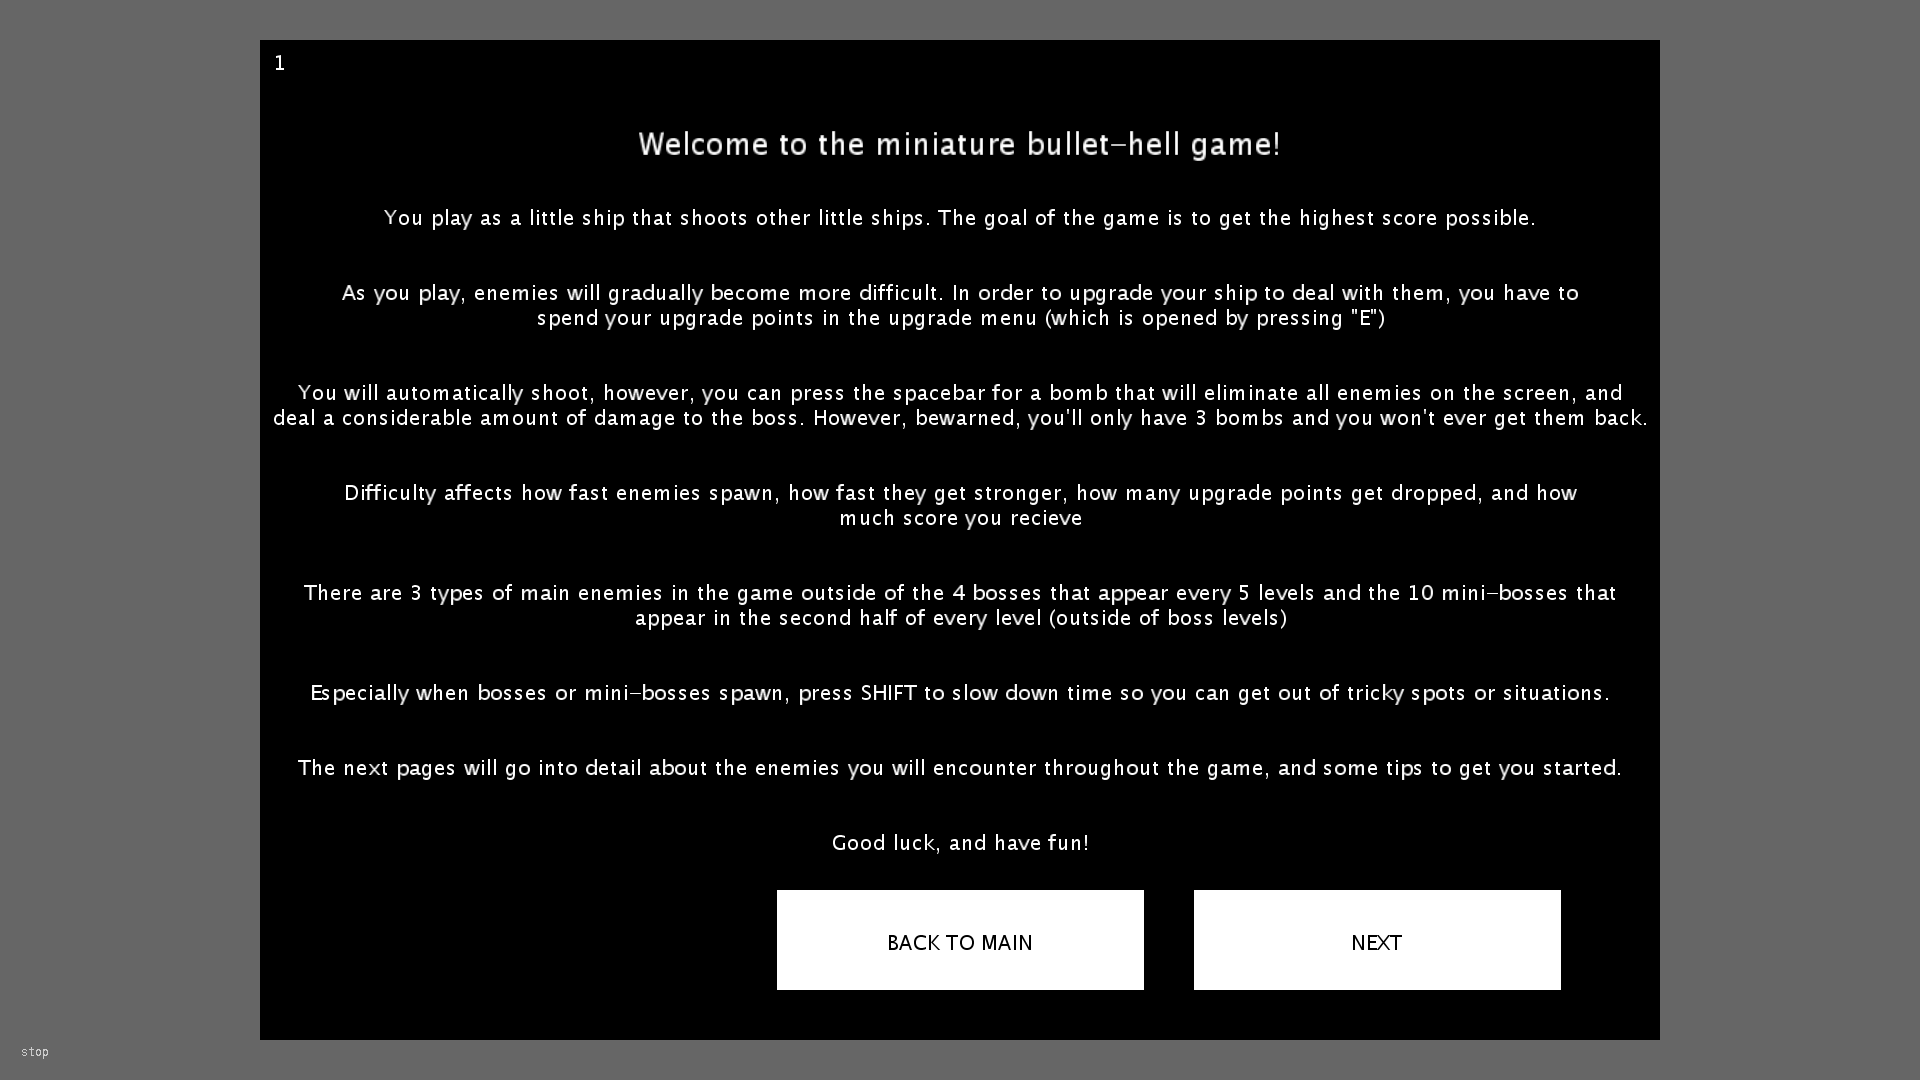 1
Welcome to the miniature bullet-hell game!
You play as a little ship that shoots other little ships. The goal of the game is to get the highest score possible.
As you play, enemies will gradually become more difficult. In order to upgrade your ship to deal with them, you have to
spend your upgrade points in the upgrade menu (which is opened by pressing "E")
You will automatically shoot, however, you can press the spacebar for a bomb that will eliminate all enemies on the screen, and
deal a considerable amount of damage to the boss. However, bewarned, you'll only have 3 bombs and you won't ever get them back.
Difficulty affects how fast enemies spawn, how fast they get stronger, how many upgrade points get dropped, and how
much score you recieve
There are 3 types of main enemies in the game outside of the 4 bosses that appear every 5 levels and the 10 mini-bosses that
appear in the second half of every level (outside of boss levels)
Especially when bosses or mini-bosses spawn, press SHIFT to slow down time so you can get out of tricky spots or situations.
The next pages will go into detail about the enemies you will encounter throughout the game, and some tips to get you started.
Good luck, and have fun!
BACK TO MAIN
NEXT
stop